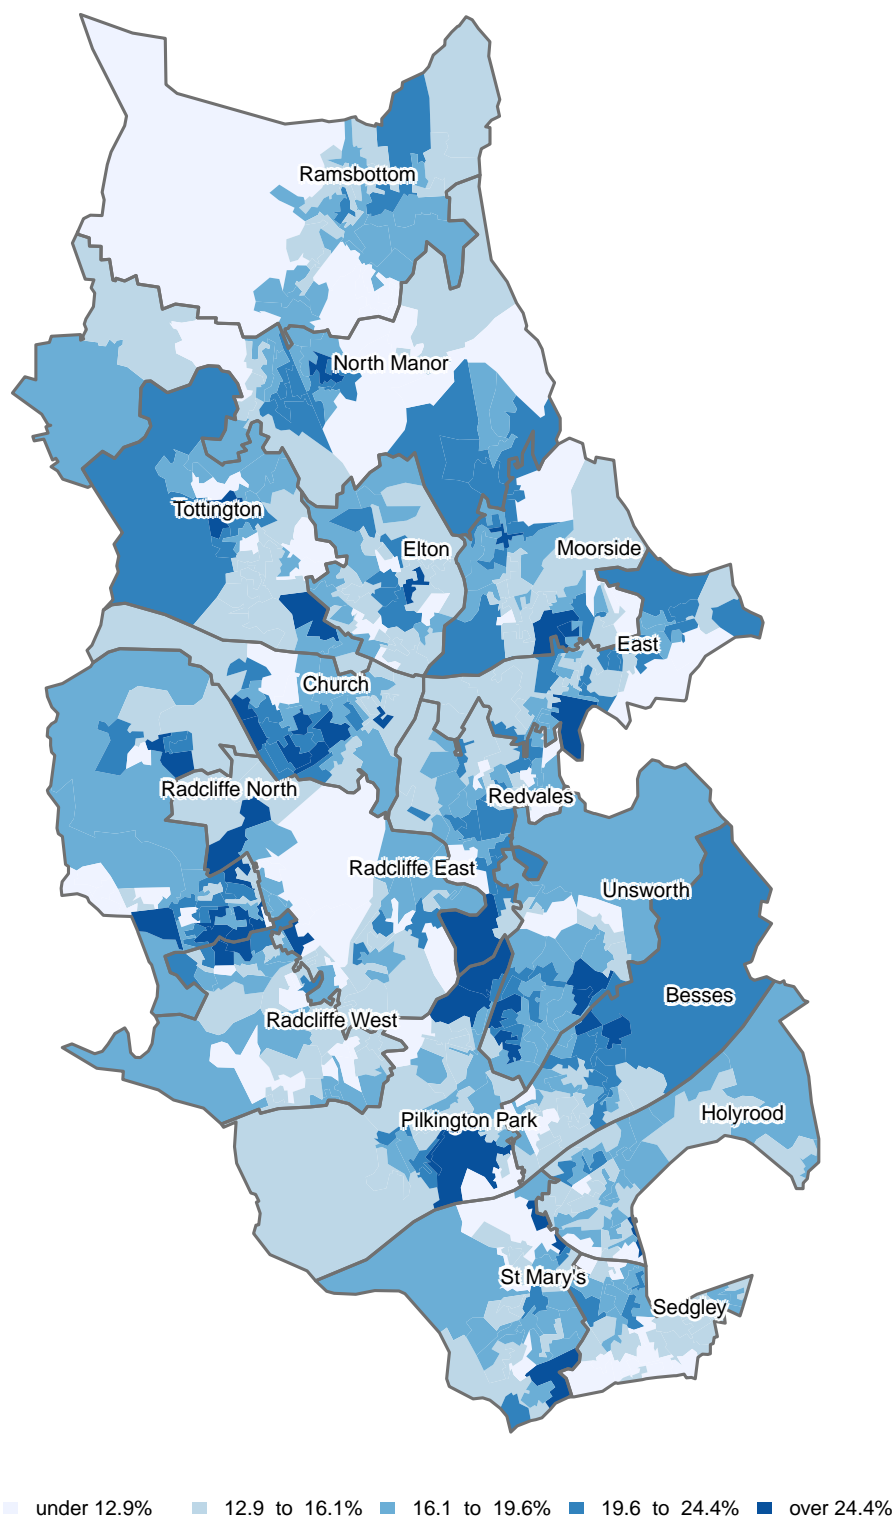 Ramsbottom
North Manor
Tottington
Elton
Moorside
East
Church
Radcliffe North
Redvales
Radcliffe East
Unsworth
Besses
Radcliffe West
Pilkington Park
Holyrood
St Mary's
Sedgley
under 12.9% 12.9 to 16.1% 16.1 to 19.6% 19.6 to 24.4% over 24.4%